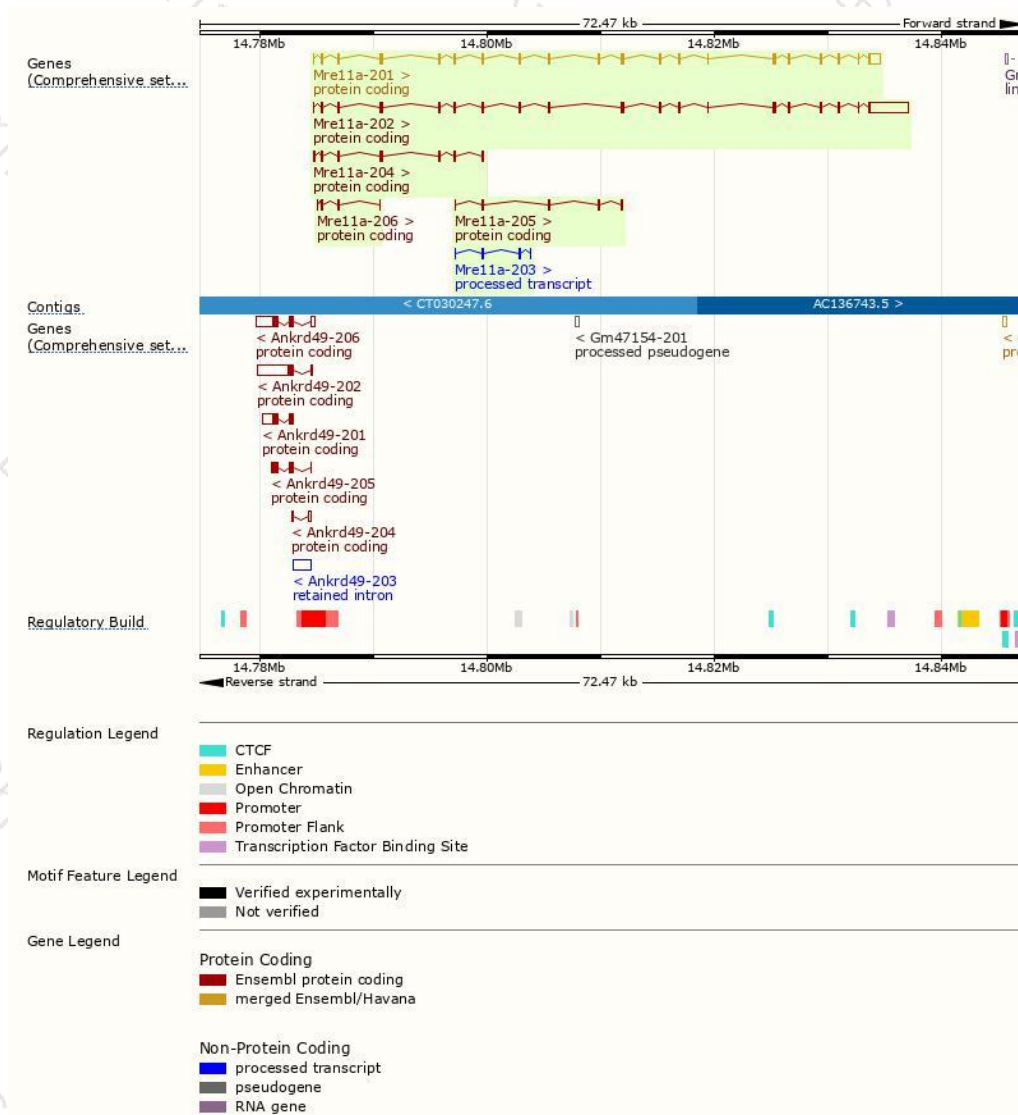 72.47 kb
Forward strand
14.78Mb 14.80Mb 14.82Mb 14.84Mb
Genes
(Comprehensive set...
Mre11a-201 >
protein coding
Gm
lin
Mre11a-202 >
protein coding
Mre11a-204 >
protein coding
Mre11a-206 >
protein coding
Mre11a-205 >
protein coding
Mre11a-203 >
processed transcript
Contigs
< CT030247.6
AC136743.5 >
Genes
(Comprehensive set...
< Ankrd49-206
protein coding
< Gm47154-201
processed pseudogene
<
pro
< Ankrd49-202
protein coding
< Ankrd49-201
protein coding
< Ankrd49-205
protein coding
< Ankrd49-204
protein coding
< Ankrd49-203
retained intron
Regulatory Build
14.78Mb 14.80Mb 14.82Mb 14.84Mb
Reverse strand
72.47 kb
Regulation Legend
CTCF
Enhancer
Open Chromatin
Promoter
Promoter Flank
Transcription Factor Binding Site
Motif Feature Legend
Verified experimentally
Not verified
Gene Legend
Protein Coding
Ensembl protein coding
merged Ensembl/Havana
Non-Protein Coding
processed transcript
pseudogene
RNA gene